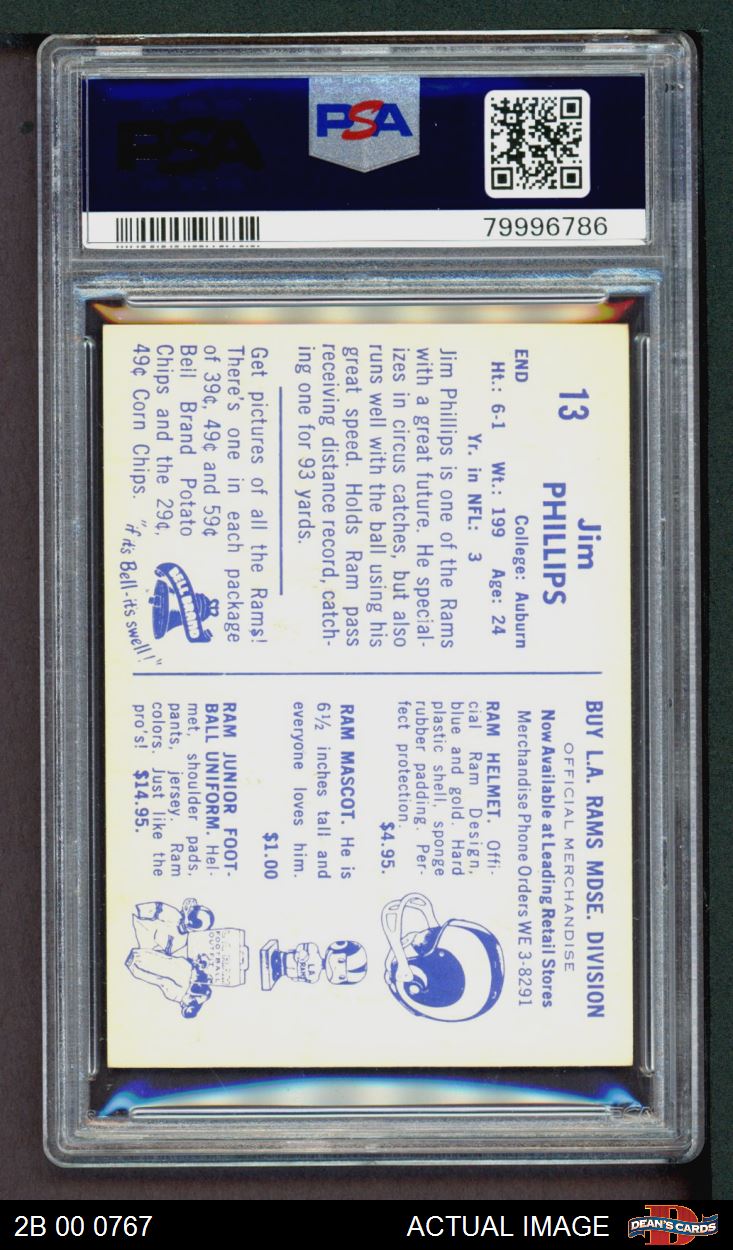 PSA
PSA
79996786
13
Jim
PHILLIPS
END
College: Auburn
Ht.: 6-1 Wt.: 199 Age: 24
Yr. in NFL: 3
Jim Phillips is one of the Rams
with a great future. He special-
izes in circus catches, but also
runs well with the ball using his
great speed. Holds Ram pass
receiving distance record, catch-
ing one for 93 yards.
Get pictures of all the Rams!
There's one in each package
of 39¢, 49¢ and 59¢
Bell Brand Potato
Chips and the 29¢,
49¢ Corn Chips.
BELL BRAND
"if it's Bell-it's swell!"
BUY L.A. RAMS MDSE. DIVISION
OFFICIAL MERCHANDISE
Now Available at Leading Retail Stores
Merchandise Phone Orders WE 3-8291
RAM HELMET. Offi-
cial Ram Design,
blue and gold. Hard
plastic shell, sponge
rubber padding. Per-
fect protection.
$4.95.
RAM MASCOT. He is
6½ inches tall and
everyone loves him.
$1.00
L.A.
RAMS
RAM JUNIOR FOOT-
BALL UNIFORM. Hel-
met, shoulder pads,
pants, jersey. Ram
colors. Just like the
pro's! $14.95.
FOOTBALL
OUTFIT
PSA
2B 00 0767
ACTUAL IMAGE
DEAN'S CARDS